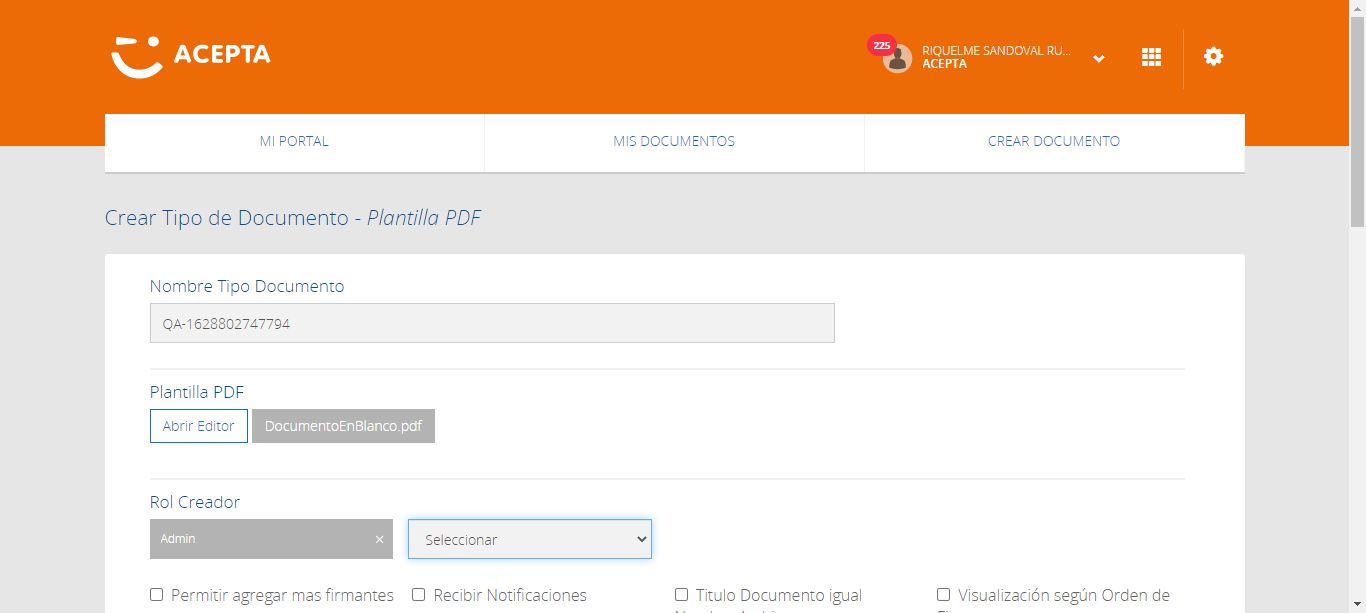 ACEPTA
225
RIQUELME SANDOVAL RU...
ACEPTA
MI PORTAL
MIS DOCUMENTOS
CREAR DOCUMENTO
Crear Tipo de Documento - Plantilla PDF
Nombre Tipo Documento
QA-1628802747794
Plantilla PDF
Abrir Editor
DocumentoEnBlanco.pdf
Rol Creador
Admin ×
Seleccionar
Permitir agregar mas firmantes
Recibir Notificaciones
Titulo Documento igual
Visualización según Orden de